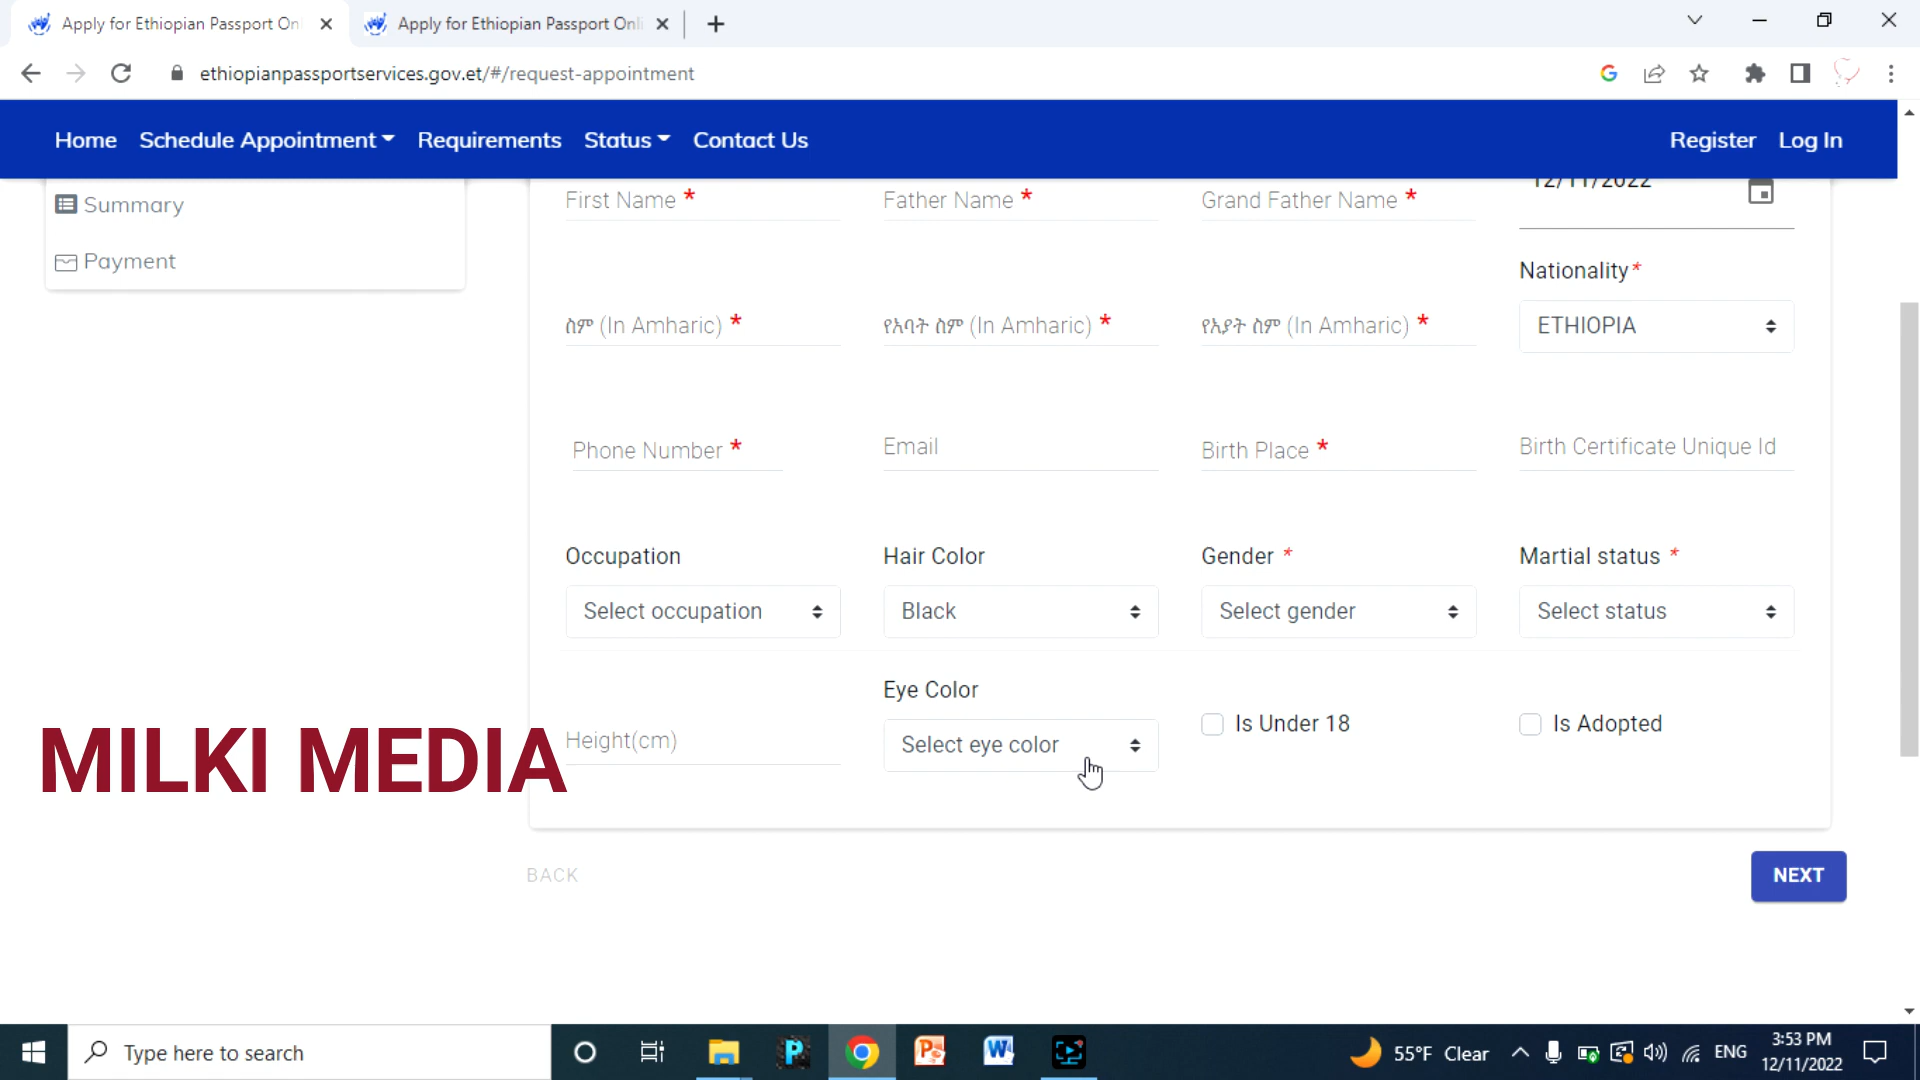 Apply for Ethiopian Passport On
Apply for Ethiopian Passport Onli
ethiopianpassportservices.gov.et/#/request-appointment
Home Schedule Appointment Requirements Status Contact Us Register Log In
Summary
Payment
First Name * Father Name * Grand Father Name * 12/11/2022
Nationality*
ስም (In Amharic) * የአባት ስም (In Amharic) * የአያት ስም (In Amharic) * ETHIOPIA
Phone Number * Email Birth Place * Birth Certificate Unique Id
Occupation Hair Color Gender * Martial status *
Select occupation Black Select gender Select status
Eye Color
Height(cm) Select eye color Is Under 18 Is Adopted
MILKI MEDIA
BACK NEXT
Type here to search 55°F Clear ENG 3:53 PM
12/11/2022